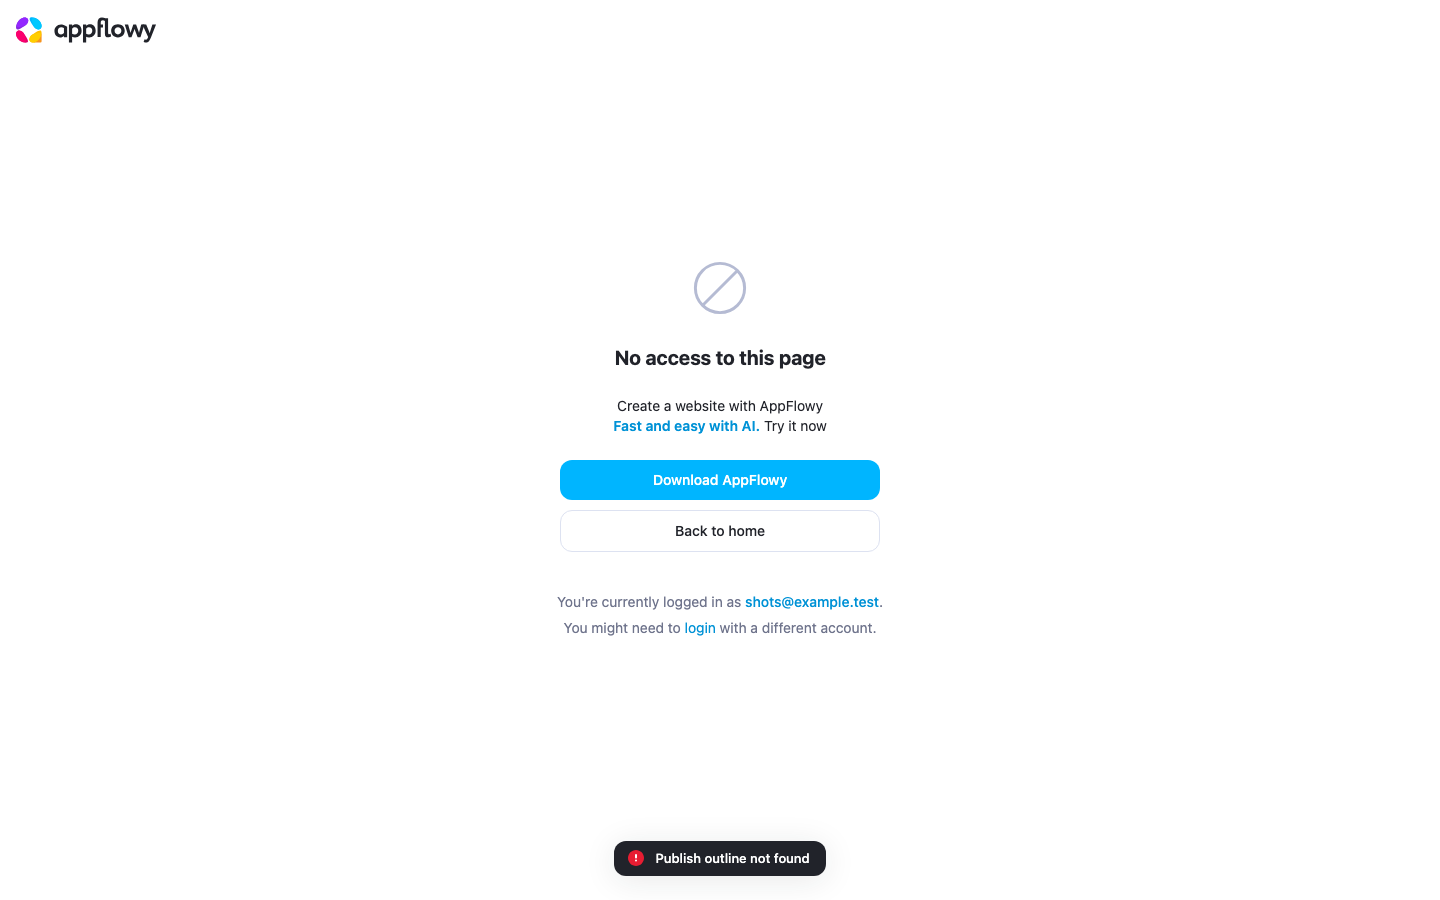 appflowy
No access to this page
Create a website with AppFlowy
Fast and easy with AI. Try it now
Download AppFlowy
Back to home
You're currently logged in as shots@example.test.
You might need to login with a different account.
Publish outline not found